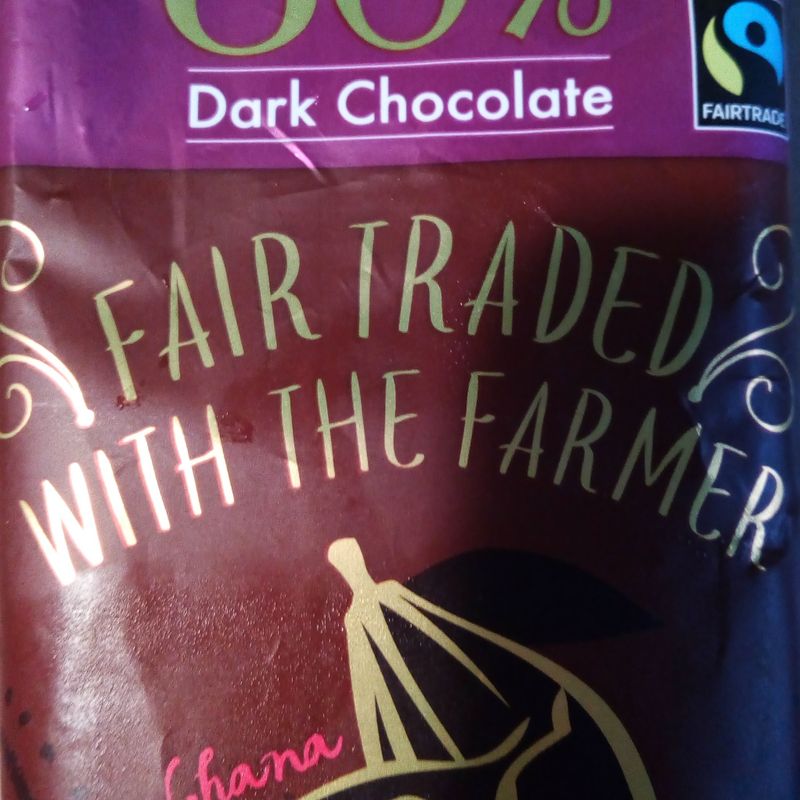 Dark Chocolate
FAIRTRADE
FAIR TRADED
WITH THE FARMER
Ghana